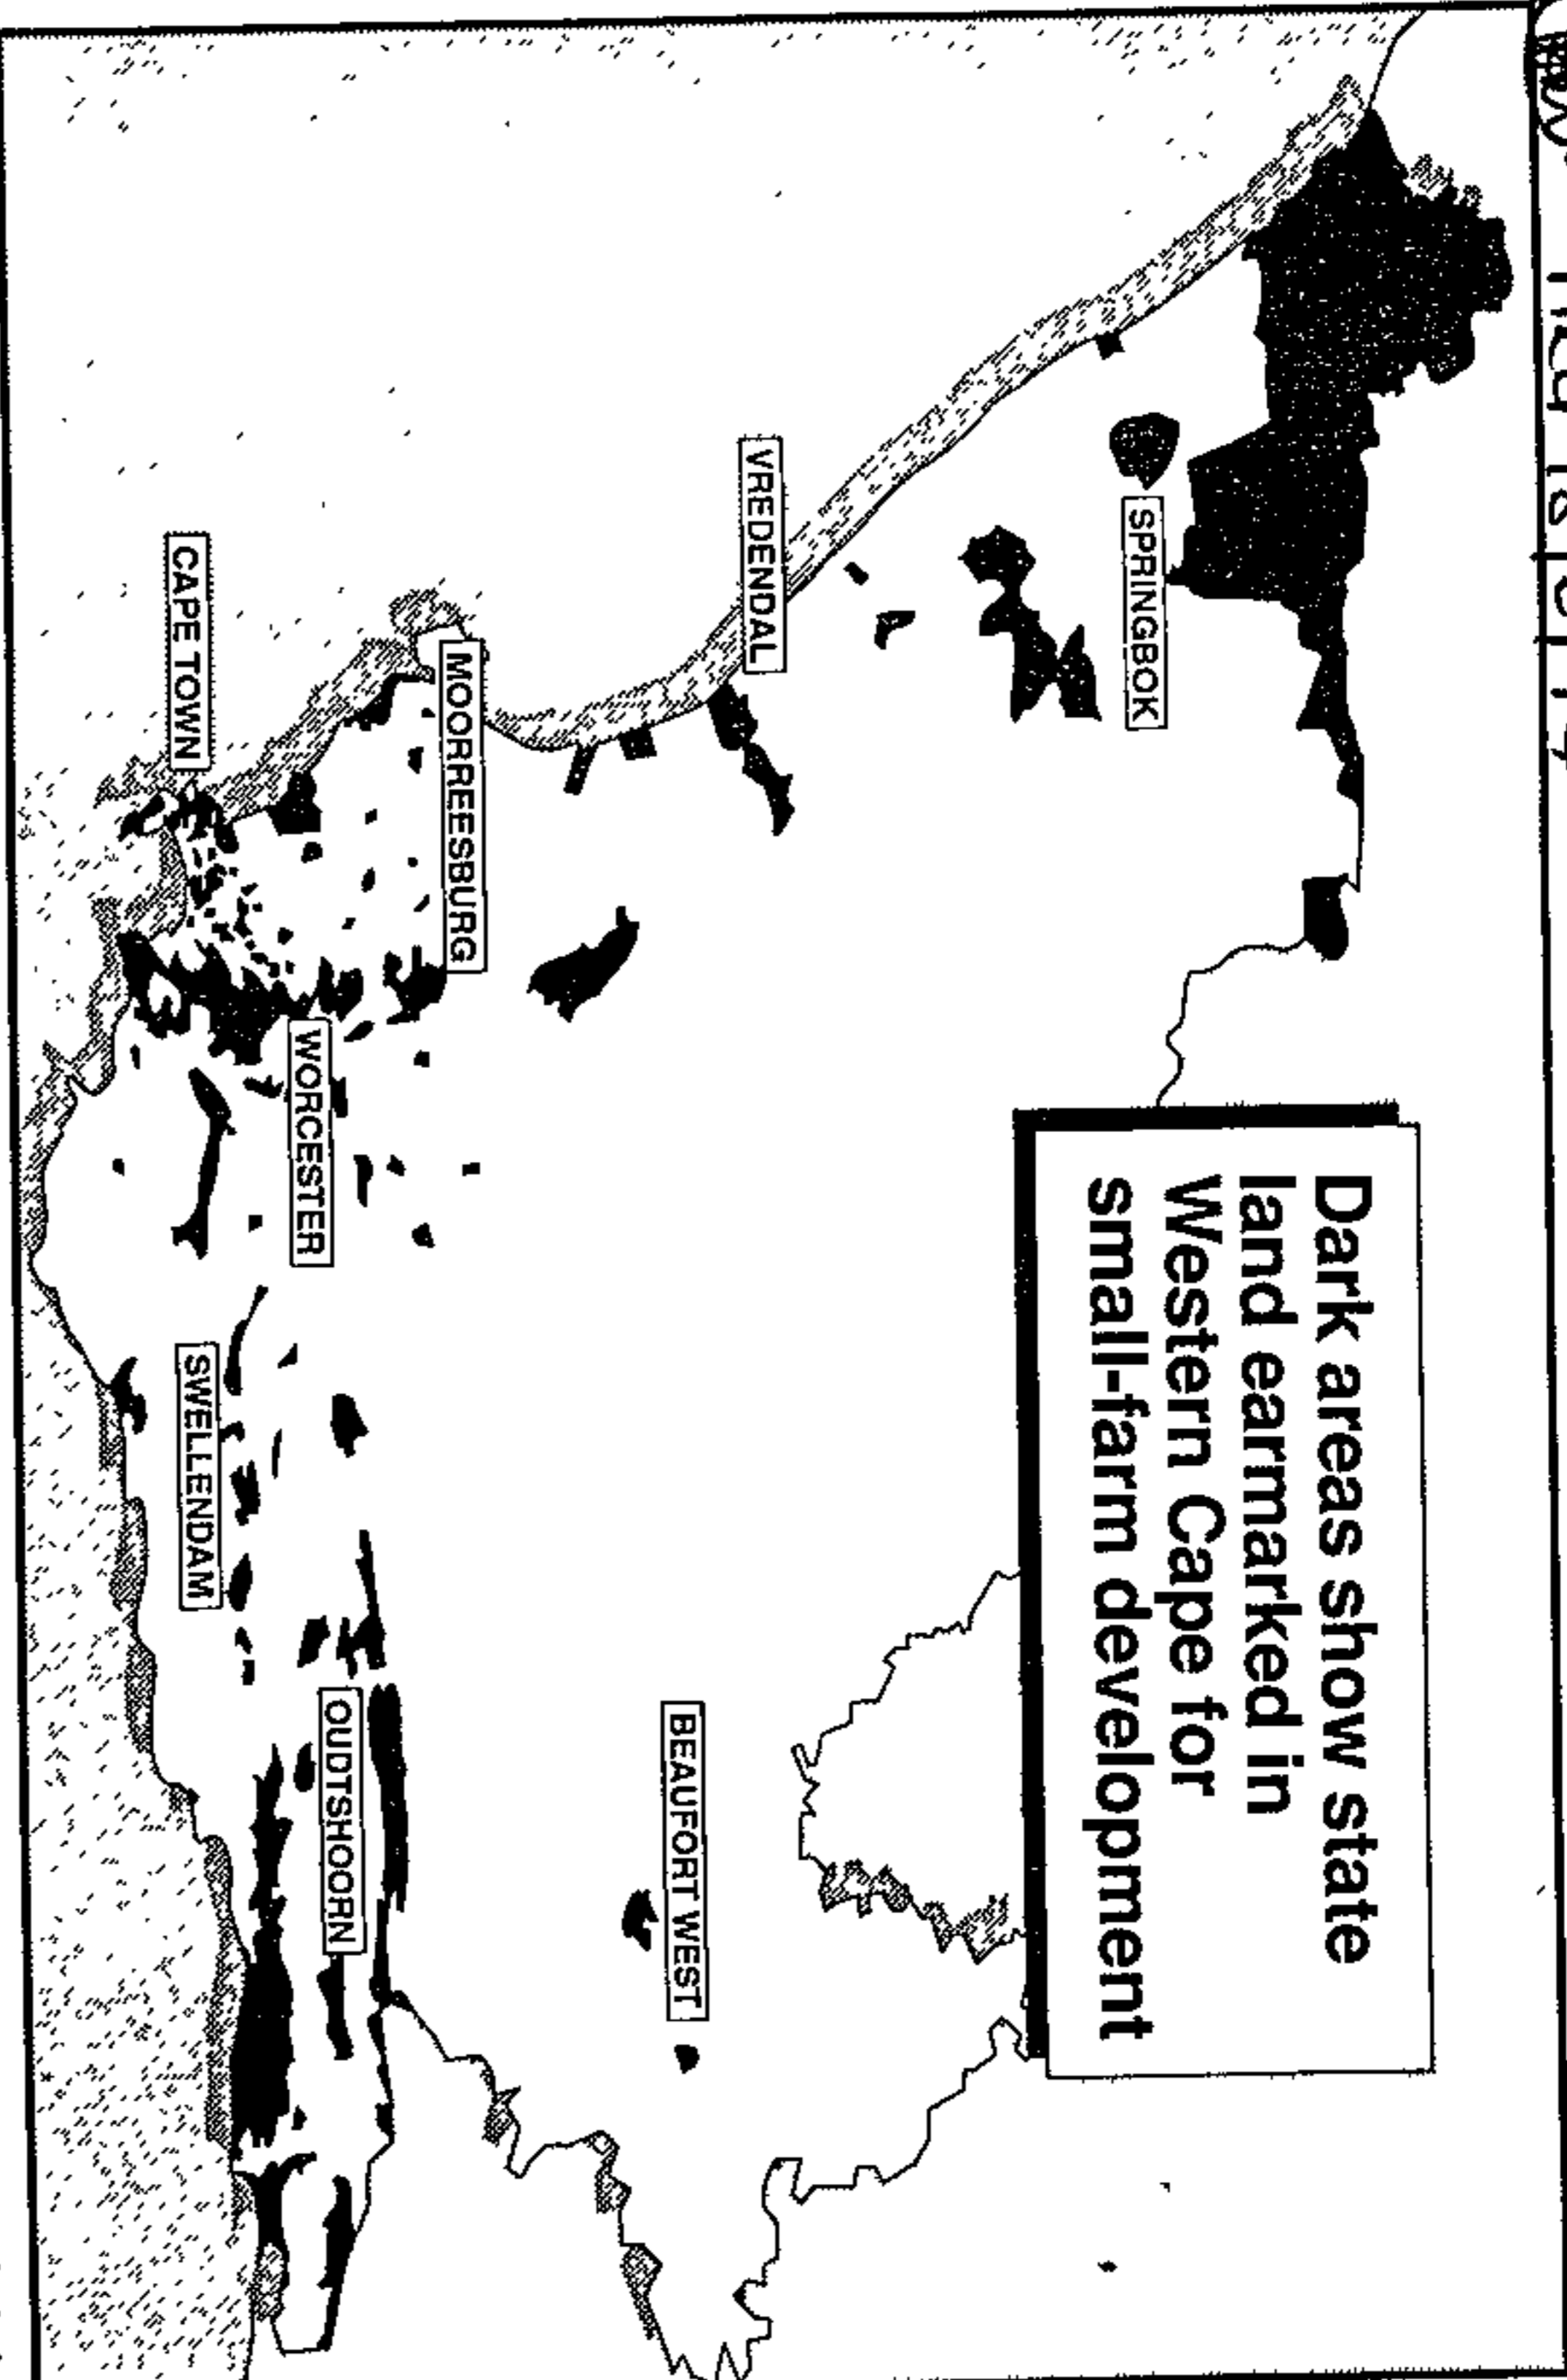 Dark areas show state
land earmarked in
Western Cape for
small-farm development
SPRINGBOK
VREDENDAL
BEAUFORT WEST
MOORREESBURG
OUDTSHOORN
WORCESTER
CAPE TOWN
SWELLENDAM